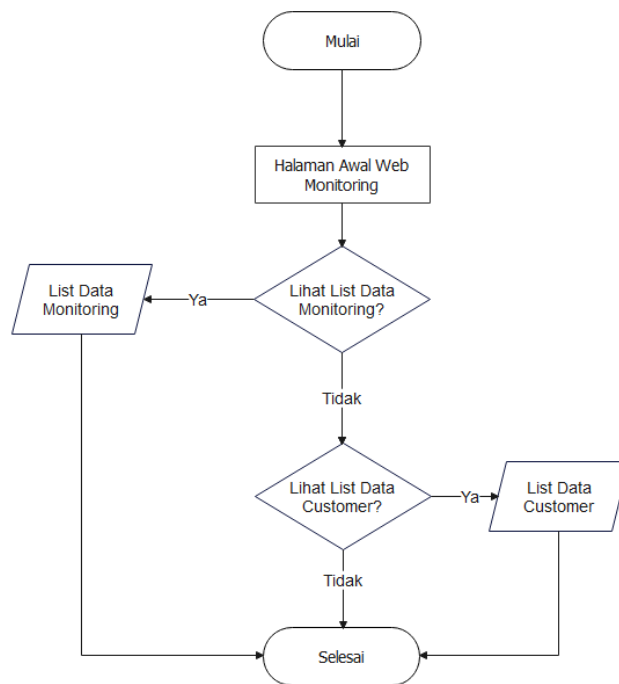 Mulai
Halaman Awal Web
Monitoring
Lihat List Data
Monitoring?
Ya
List Data
Monitoring
Tidak
Lihat List Data
Customer?
Ya
List Data
Customer
Tidak
Selesai